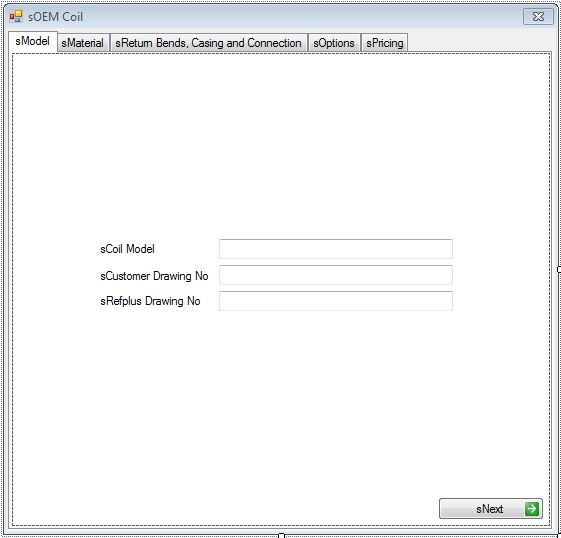 sOEM Coil
sModel sMaterial sReturn Bends, Casing and Connection sOptions sPricing
sCoil Model
sCustomer Drawing No
sRefplus Drawing No
sNext